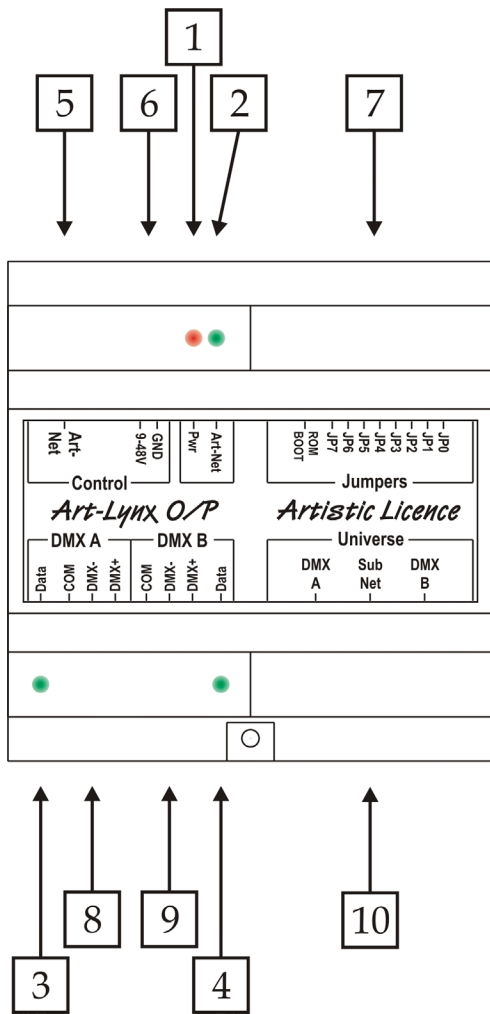 1
5 6 2 7
Art-Net
GND
9-48V
Art-Net
Pwr
JP0
JP1
JP2
JP3
JP4
JP5
JP6
JP7
ROM BOOT
Control
Jumpers
Art-Lynx O/P
Artistic Licence
DMX A
DMX B
Universe
Data
COM
DMX-
DMX+
COM
DMX-
DMX+
Data
DMX A
Sub Net
DMX B
8 9 10
3 4